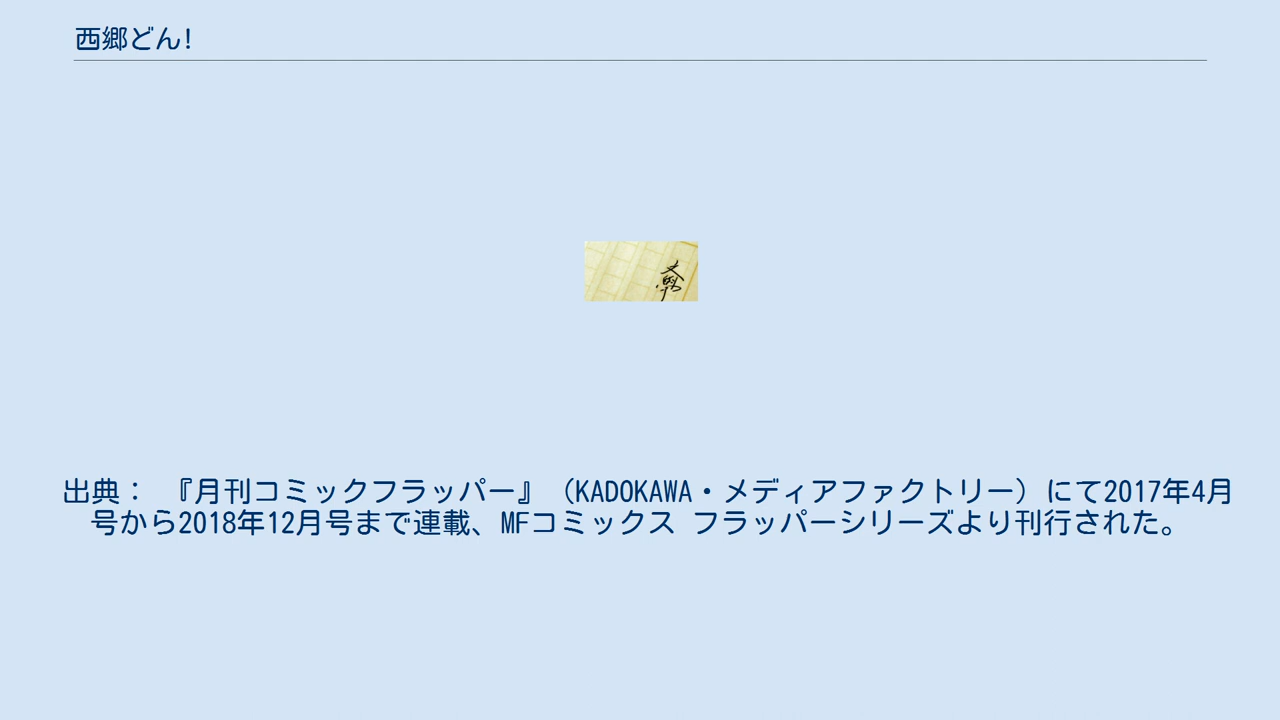 西郷どん!
出典： 『月刊コミックフラッパー』（KADOKAWA・メディアファクトリー）にて2017年4月
号から2018年12月号まで連載、MFコミックス フラッパーシリーズより刊行された。